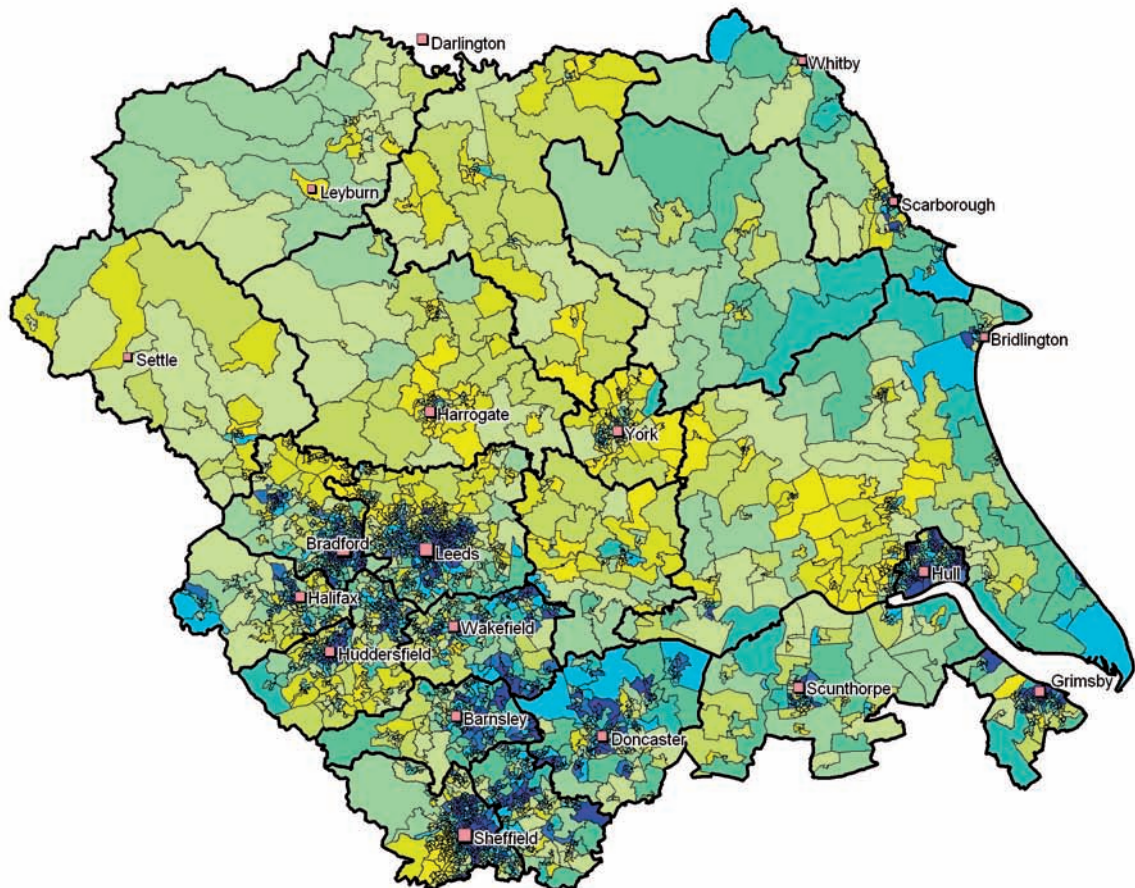 Darlington
Whitby
Leyburn
Scarborough
Settle
Bridlington
Harrogate
York
Bradford
Leeds
Hull
Halifax
Wakefield
Huddersfield
Scunthorpe
Grimsby
Barnsley
Doncaster
Sheffield